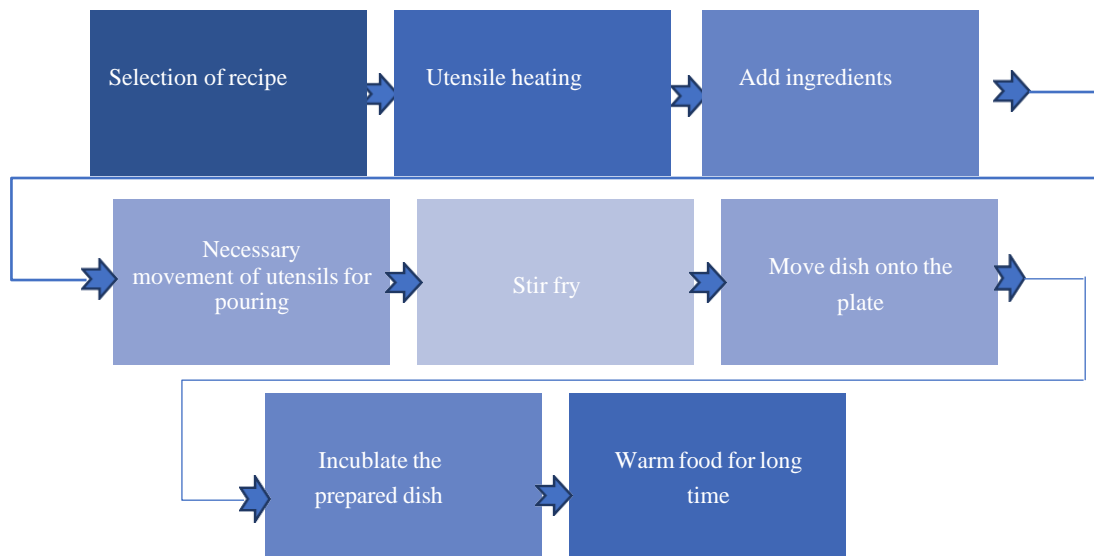 Selection of recipe
Utensile heating
Add ingredients
Necessary
movement of utensils for
pouring
Stir fry
Move dish onto the
plate
Incublate the
prepared dish
Warm food for long
time